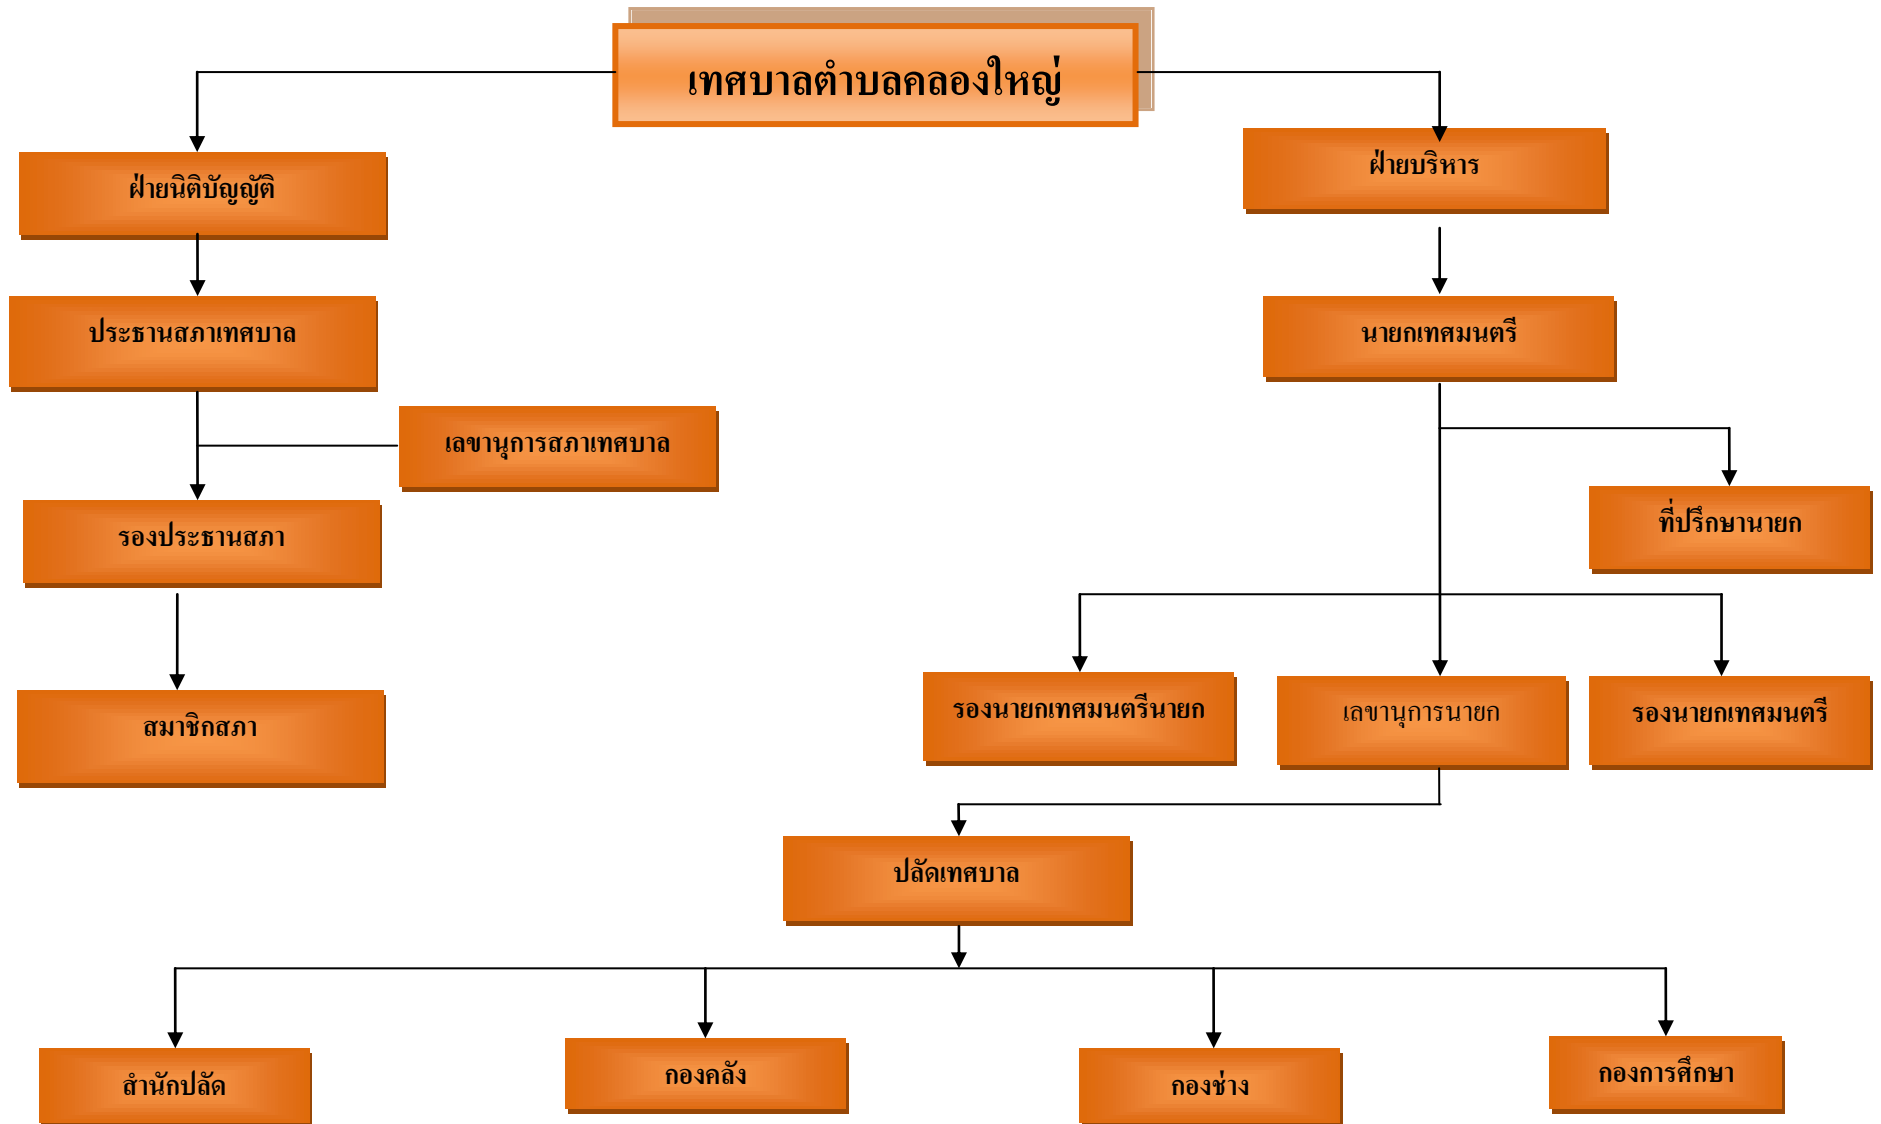 เทศบาลตำบลคลองใหญ่
ฝ่ายนิติบัญญัติ
ฝ่ายบริหาร
ประธานสภาเทศบาล
นายกเทศมนตรี
เลขานุการสภาเทศบาล
รองประธานสภา
ที่ปรึกษานายก
สมาชิกสภา
รองนายกเทศมนตรีนายก
เลขานุการนายก
รองนายกเทศมนตรี
ปลัดเทศบาล
สำนักปลัด
กองคลัง
กองช่าง
กองการศึกษา